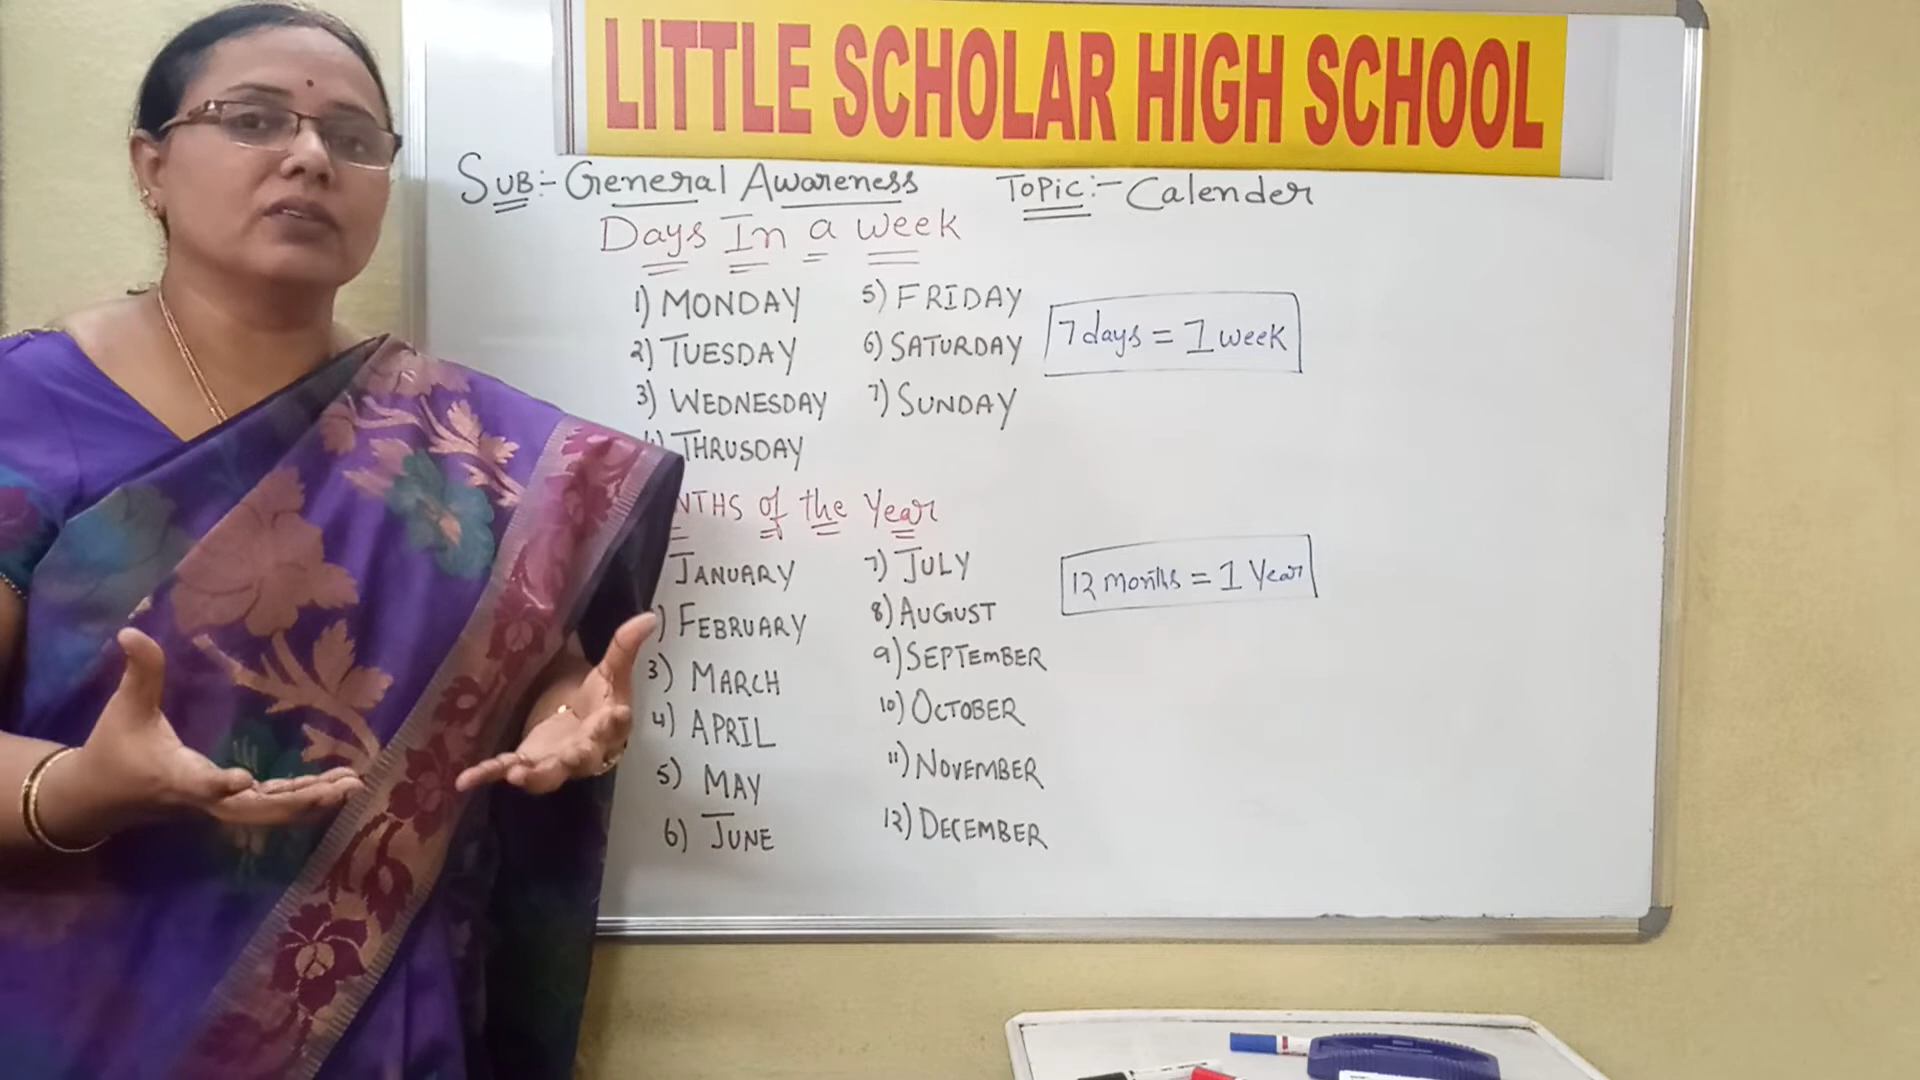 LITTLE SCHOLAR HIGH SCHOOL
SUB:- General Awareness Topic:- Calender
Days In a week
1) MONDAY 5) FRIDAY
2) TUESDAY 6) SATURDAY
7 days = 1 week
3) WEDNESDAY 7) SUNDAY
THRUSDAY
NTHS of the Year
JANUARY 7) JULY
12 months = 1 Year
) FEBRUARY 8) AUGUST
3) MARCH 9) SEPTEMBER
4) APRIL 10) OCTOBER
5) MAY 11) NOVEMBER
6) JUNE 12) DECEMBER